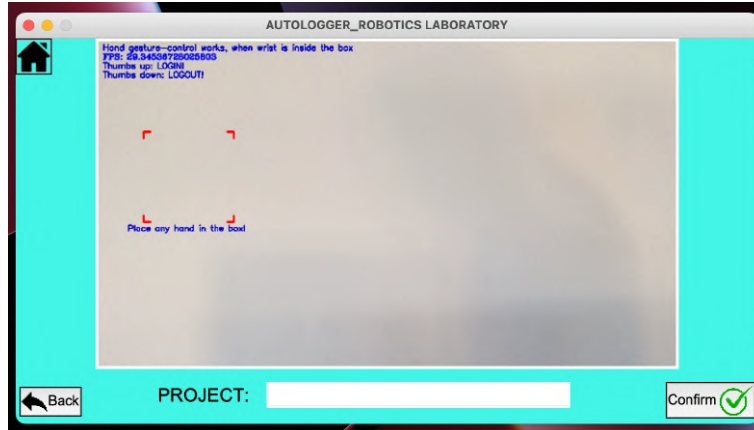 AUTOLOGGER_ROBOTICS LABORATORY
Hand gesture-control works, when wrist is inside the box
FPS: 29.34536725025803
Thumbs up: LOGIN!
Thumbs down: LOGOUT!
Place any hand in the box!
Back
PROJECT:
Confirm